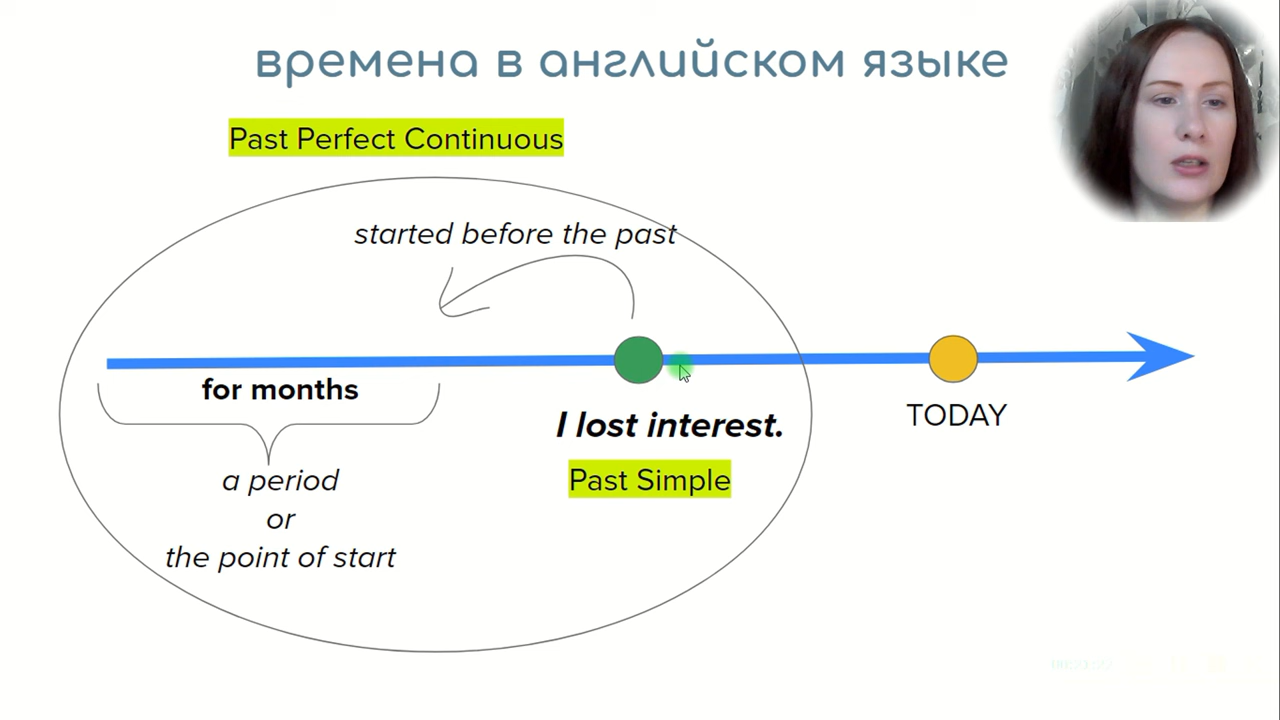 времена в английском языке
Past Perfect Continuous
started before the past
for months
I lost interest.
TODAY
Past Simple
a period
or
the point of start